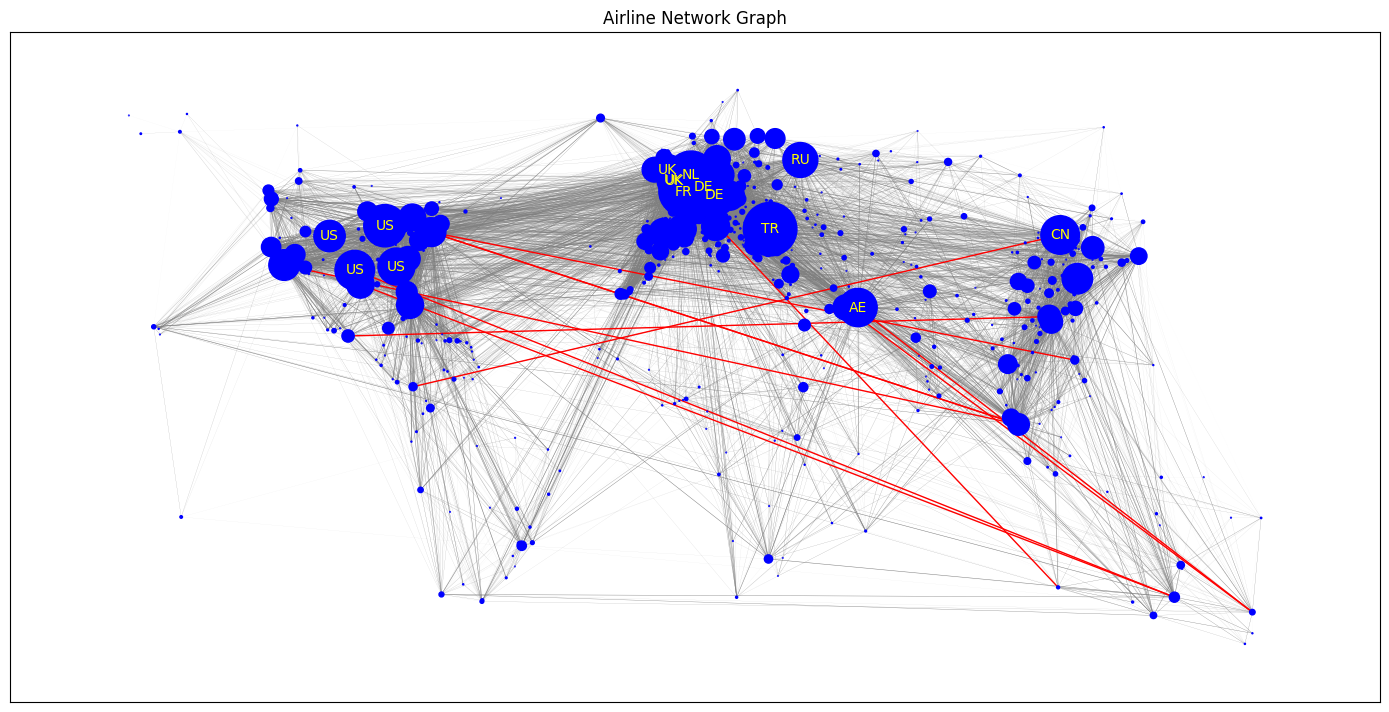 Airline Network Graph
RU
UK
NL
UK
DE
FR
DE
US
TR
CN
US
US
US
AE